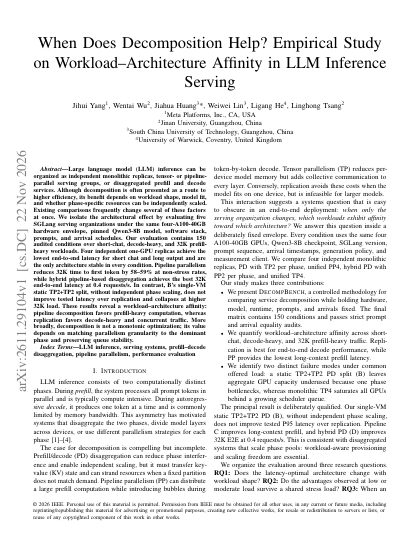 When Does Decomposition Help? Empirical Study
on Workload–Architecture Affinity in LLM Inference
Serving
Jihui Yang¹, Wentai Wu², Jiahua Huang³*, Weiwei Lin³, Ligang He⁴, Linghong Tsang²
¹Meta Platforms, Inc., CA, USA
²Jinan University, Guangzhou, China
³South China University of Technology, Guangzhou, China
⁴University of Warwick, Coventry, United Kingdom
arXiv:2611.29104v1 [cs.DC] 22 Nov 2026
Abstract—Large language model (LLM) inference can be
organized as independent monolithic replicas, tensor- or pipeline-
parallel serving groups, or disaggregated prefill and decode
services. Although decomposition is often presented as a route to
higher efficiency, its benefit depends on workload shape, model fit,
and whether phase-specific resources can be independently scaled.
Existing comparisons frequently change several of these factors
at once. We isolate the architectural effect by evaluating five
SGLang serving organizations under the same four-A100-40GB
hardware envelope, pinned Qwen3-8B model, software stack,
prompts, and arrival traces. Our evaluation contains 150
audited conditions over short-chat, decode-heavy, and 32K prefill-
heavy workloads. Four independent one-GPU replicas achieve the
lowest end-to-end latency for short chat and long output and are
the only architecture stable in every condition. Pipeline parallelism
reduces 32K time to first token by 58–59% at non-stress rates,
while hybrid pipeline-based disaggregation achieves the best 32K
end-to-end latency at 0.4 requests/s. In contrast, B's single-VM
static TP2+TP2 split, without independent phase scaling, does not
improve tested latency over replication and collapses at higher
32K load. These results reveal a workload–architecture affinity:
pipeline decomposition favors prefill-heavy computation, whereas
replication favors decode-heavy and concurrent traffic. More
broadly, decomposition is not a monotonic optimization; its value
depends on matching parallel granularity to the dominant phase
and preserving queue stability.
Index Terms—LLM inference, serving systems, prefill–decode
disaggregation, pipeline parallelism, performance evaluation
I. INTRODUCTION
LLM inference consists of two computationally distinct
phases. During prefill, the system processes all prompt tokens in
parallel and is typically compute intensive. During autoregres-
sive decode, it produces one token at a time and is commonly
limited by memory bandwidth. This asymmetry has motivated
systems that disaggregate the two phases, divide model layers
across devices, or use different parallelism strategies for each
phase [1]–[4].
The case for decomposition is compelling but incomplete.
Prefill/decode (PD) disaggregation can reduce phase interfer-
ence and enable independent scaling, but it must transfer key-
value (KV) state and can strand resources when a fixed partition
does not match demand. Pipeline parallelism (PP) can distribute
a large prefill computation while introducing bubbles during
token-by-token decode. Tensor parallelism (TP) reduces per-
device memory demand but adds collective communication to
every layer. Conversely, replication avoids these costs when the
model fits on one device, but is infeasible for larger models.
This interaction suggests a systems question that is easy
to obscure in an end-to-end deployment: when only the
serving organization changes, which workloads exhibit affinity
toward which architecture? We answer this question inside a
deliberately fixed envelope. Every condition uses the same four
A100-40GB GPUs, Qwen3-8B checkpoint, SGLang version,
prompt sequence, arrival timestamps, generation policy, and
measurement client. We compare four independent monolithic
replicas, PD with TP2 per phase, unified PP4, hybrid PD with
PP2 per phase, and unified TP4.
Our study makes three contributions:
• We present DECOMPBENCH, a controlled methodology for
comparing service decomposition while holding hardware,
model, runtime, prompts, and arrivals fixed. The final
matrix contains 150 conditions and passes strict prompt
and arrival equality audits.
• We quantify workload–architecture affinity across short-
chat, decode-heavy, and 32K prefill-heavy traffic. Repli-
cation is best for end-to-end decode performance, while
PP provides the lowest long-context prefill latency.
• We identify two distinct failure modes under common
offered load: a static TP2+TP2 PD split (B) leaves
aggregate GPU capacity underused because one phase
bottlenecks, whereas monolithic TP4 saturates all GPUs
behind a growing scheduler queue.
The principal result is deliberately qualified. Our single-VM
static TP2+TP2 PD (B), without independent phase scaling,
does not improve tested P95 latency over replication. Pipeline
C improves long-context prefill, and hybrid PD (D) improves
32K E2E at 0.4 requests/s. This is consistent with disaggregated
systems that scale phase pools: workload-aware provisioning
and scaling freedom are essential.
We organize the evaluation around three research questions.
RQ1: Does the latency-optimal architecture change with
workload shape? RQ2: Do the advantages observed at low or
moderate load survive a shared stress load? RQ3: When an
© 2026 IEEE. Personal use of this material is permitted. Permission from IEEE must be obtained for all other uses, in any current or future media, including
reprinting/republishing this material for advertising or promotional purposes, creating new collective works, for resale or redistribution to servers or lists, or
reuse of any copyrighted component of this work in other works.